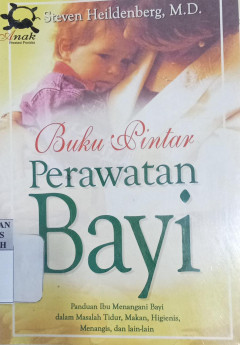 Anak
Steven Heildenberg, M.D.
Buku Pintar
Perawatan
Bayi
Panduan Ibu Menangani Bayi
dalam Masalah Tidur, Makan, Higienis,
Menangis, dan lain-lain